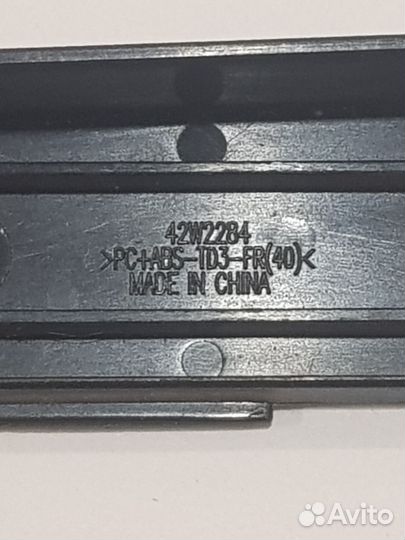 42W2284
>PC+ABS-TD3-FR(40)<
MADE IN CHINA
Avito